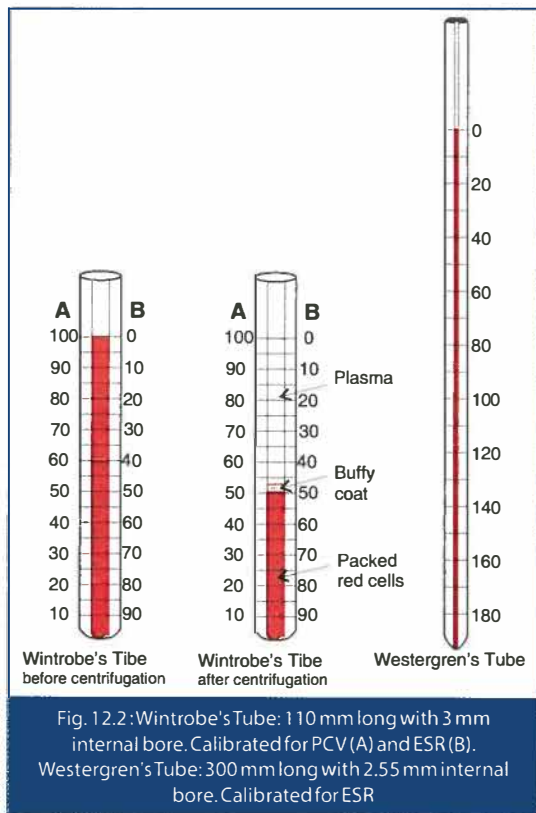 A B
100 0
90 10
80 20
70 30
60 40
50 50
40 60
30 70
20 80
10 90
Wintrobe's Tibe
before centrifugation
A B
100 0
90 10
80 20
70 30
60 40
50 50
40 60
30 70
20 80
10 90
Plasma
Buffy
coat
Packed
red cells
Wintrobe's Tibe
after centrifugation
0
20
40
60
80
100
120
140
160
180
Westergren's Tube
Fig. 12.2: Wintrobe's Tube: 110 mm long with 3 mm
internal bore. Calibrated for PCV (A) and ESR (B).
Westergren's Tube: 300 mm long with 2.55 mm internal
bore. Calibrated for ESR